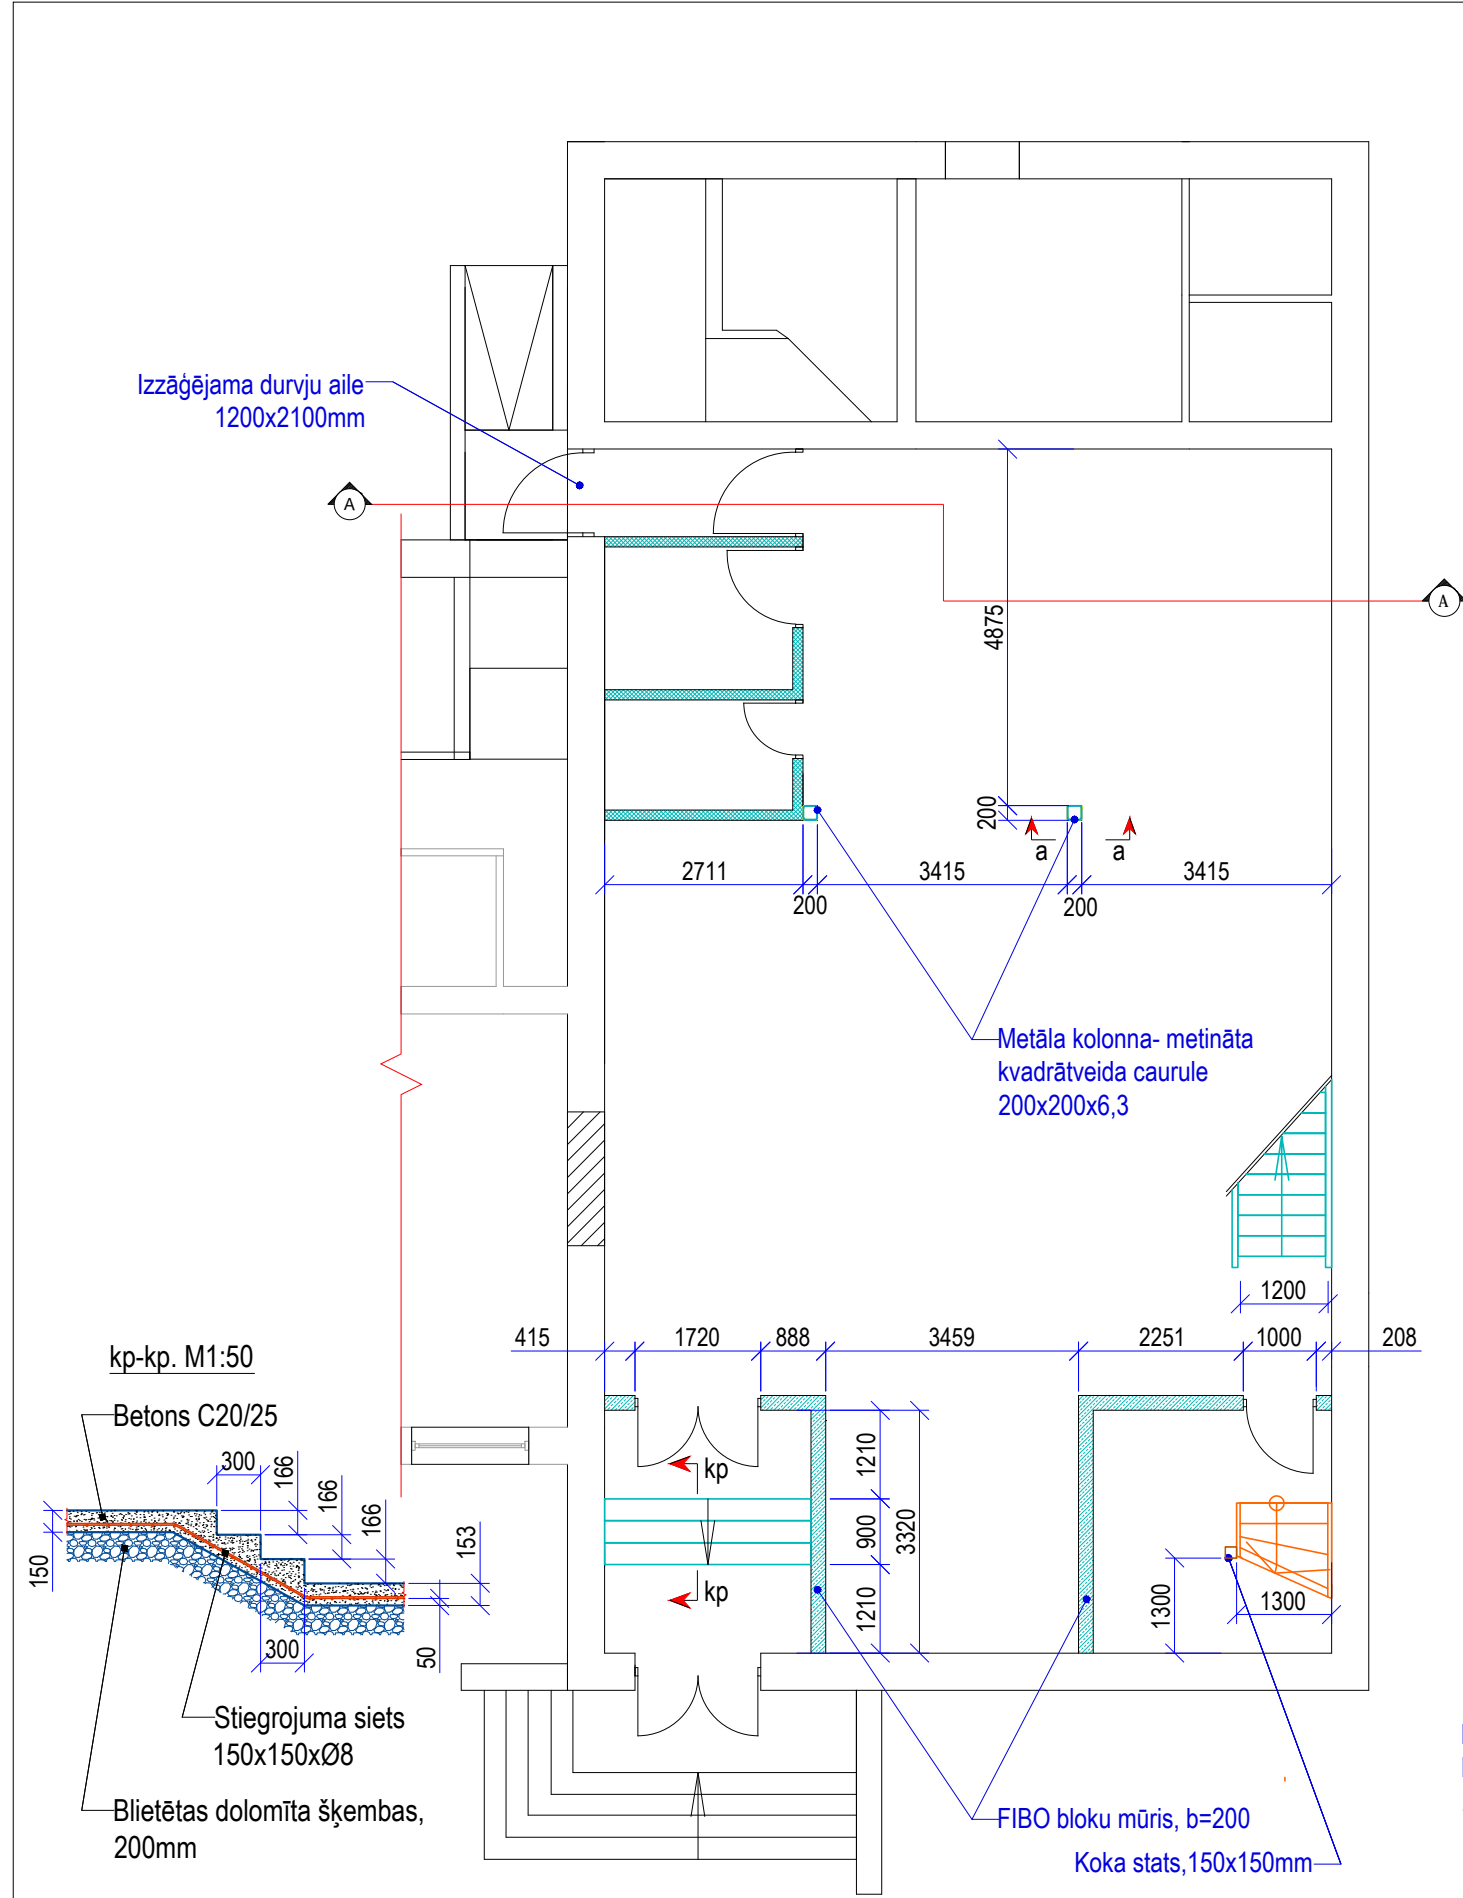 Izzāģējama durvju aile
1200x2100mm
A
A
4875
200
a a
2711 3415 3415
200 200
Metāla kolonna- metināta
kvadrātveida caurule
200x200x6,3
1200
415 1720 888 3459 2251 1000 208
kp-kp. M1:50
Betons C20/25
300
166
166
166
153
150
300
50
kp
kp
1210
900
1210
3320
1300
1300
Stiegrojuma siets
150x150xØ8
Blietētas dolomīta šķembas,
200mm
FIBO bloku mūris, b=200
Koka stats,150x150mm